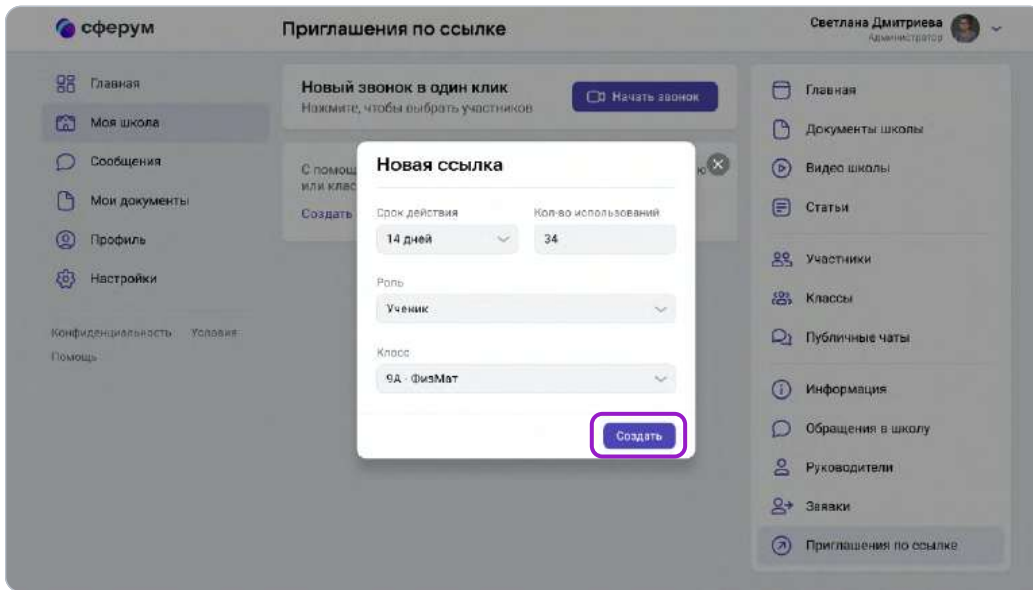 сферум
Приглашения по ссылке
Светлана Дмитриева
Администратор
Главная
Моя школа
Сообщения
Мои документы
Профиль
Настройки
Конфиденциальность Условия
Помощь
Новый звонок в один клик
Нажмите, чтобы выбрать участников
Начать звонок
С помощ
ю
или клас
Создать
Новая ссылка
Срок действия Кол-во использований
14 дней 34
Роль
Ученик
Класс
9А - ФизМат
Создать
Главная
Документы школы
Видео школы
Статьи
Участники
Классы
Публичные чаты
Информация
Обращения в школу
Руководители
Заявки
Приглашения по ссылке